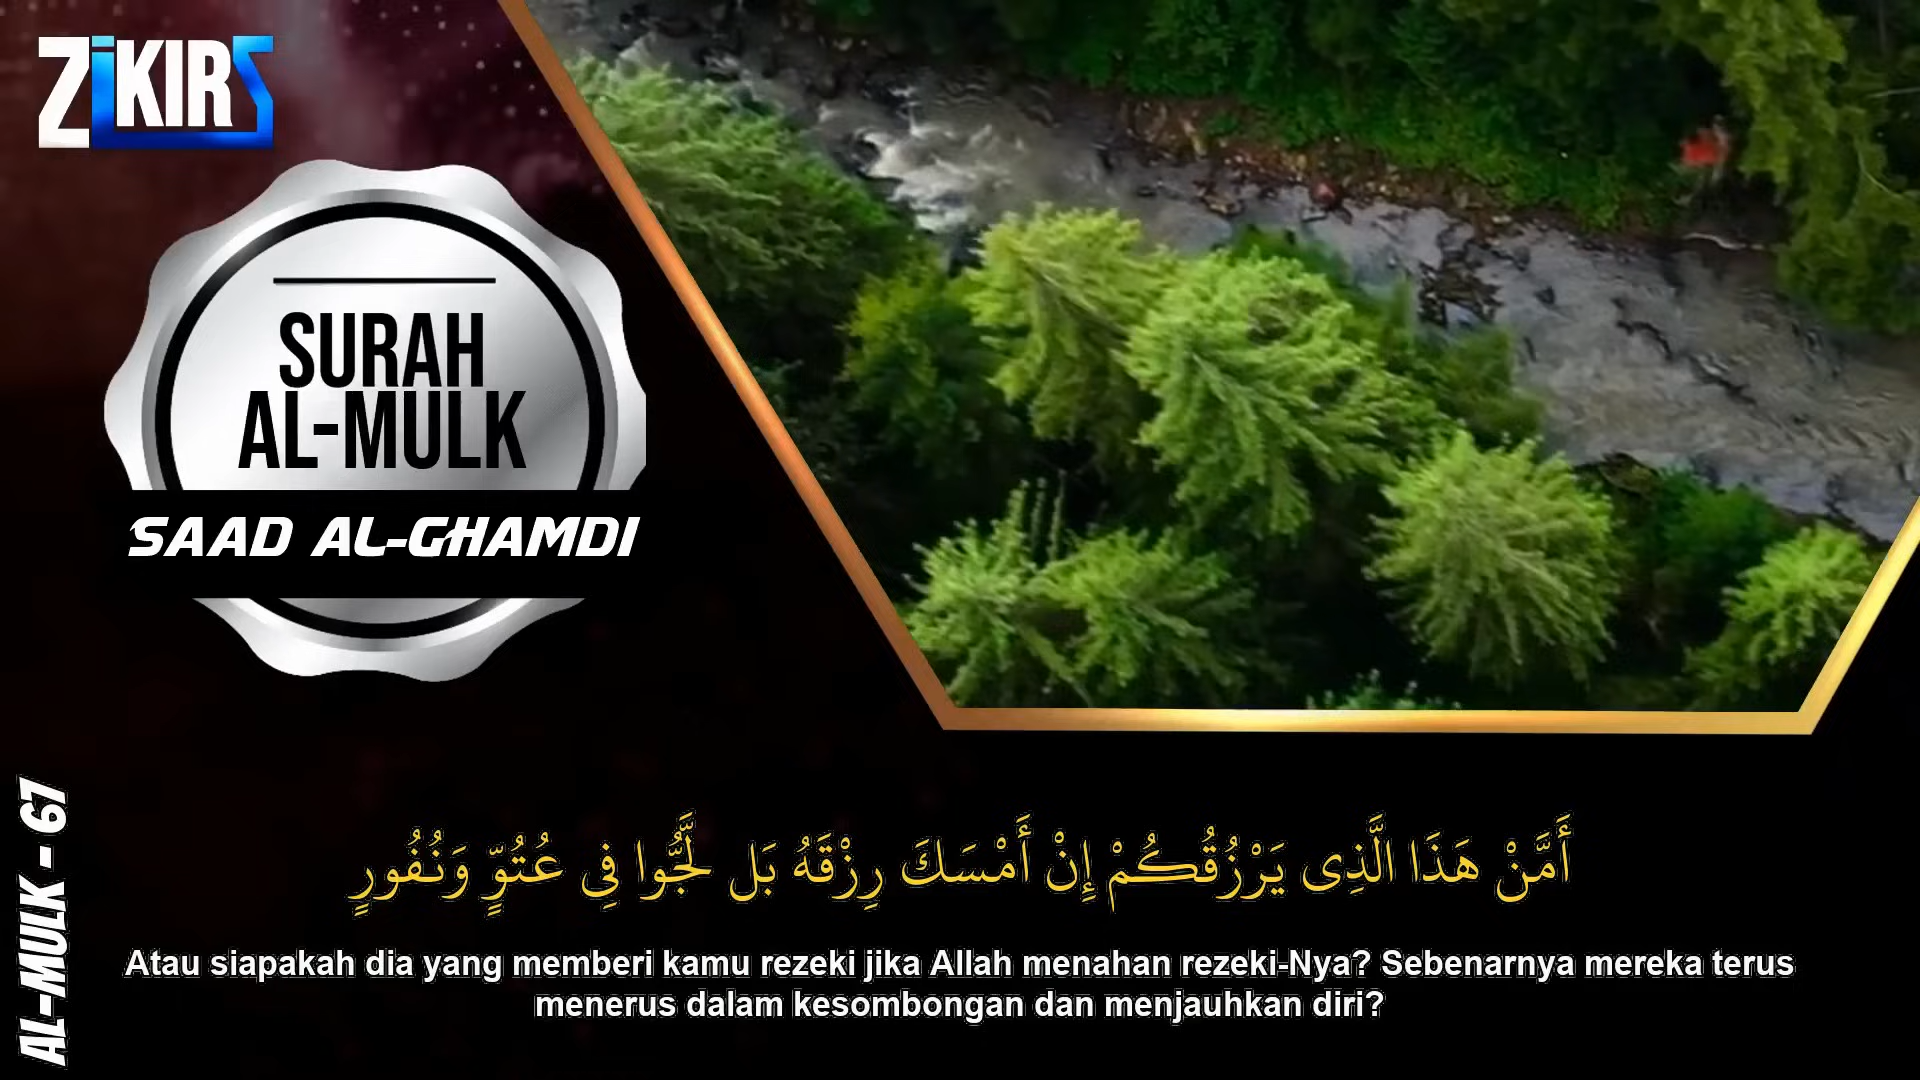 ZiKIRS
SURAH
AL-MULK
SAAD AL-GHAMDI
AL-MULK - 67
أَمَّنْ هَذَا الَّذِى يَرْزُقُكُمْ إِنْ أَمْسَكَ رِزْقَهُ بَل لَّجُّوا فِى عُتُوٍّ وَنُفُورٍ
Atau siapakah dia yang memberi kamu rezeki jika Allah menahan rezeki-Nya? Sebenarnya mereka terus
menerus dalam kesombongan dan menjauhkan diri?